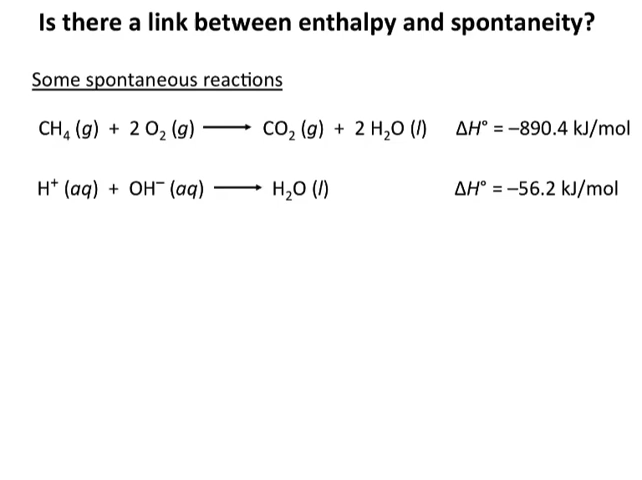 Is there a link between enthalpy and spontaneity?
Some spontaneous reactions
CH₄ (g) + 2 O₂ (g) ⟶ CO₂ (g) + 2 H₂O (l) ΔH° = –890.4 kJ/mol
H⁺ (aq) + OH⁻ (aq) ⟶ H₂O (l) ΔH° = –56.2 kJ/mol